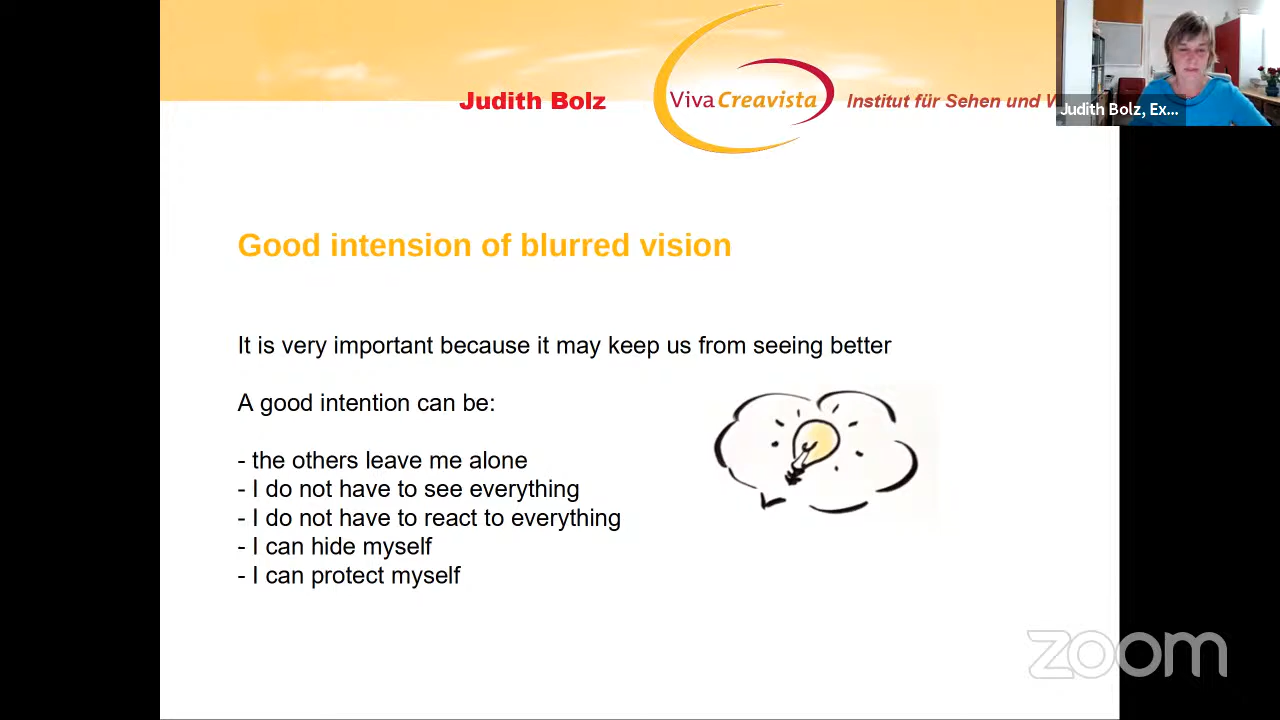 Judith Bolz
VivaCreavista
Institut für Sehen und
Judith Bolz, Ex...
Good intension of blurred vision
It is very important because it may keep us from seeing better
A good intention can be:
- the others leave me alone
- I do not have to see everything
- I do not have to react to everything
- I can hide myself
- I can protect myself
zoom